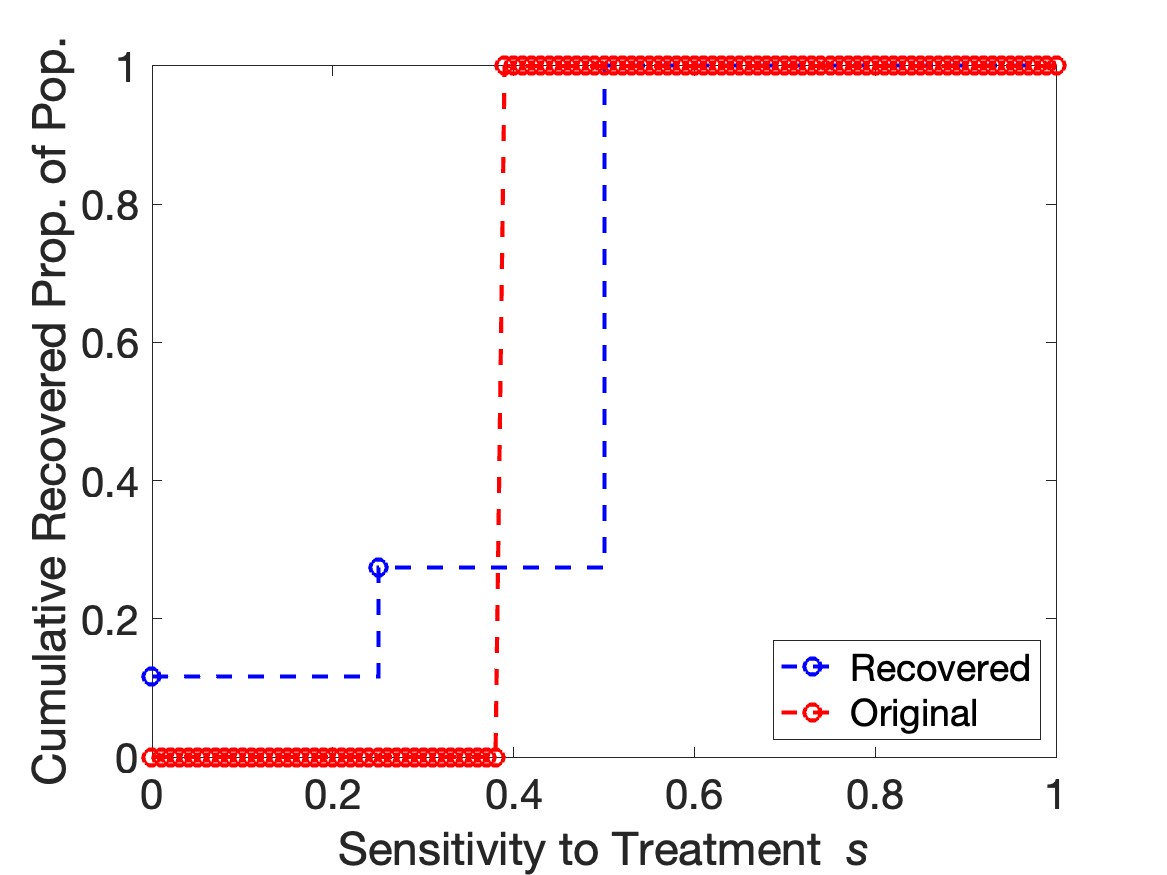 Cumulative Recovered Prop. of Pop.
1
0.8
0.6
0.4
0.2
0
0 0.2 0.4 0.6 0.8 1
Sensitivity to Treatment s
Recovered
Original